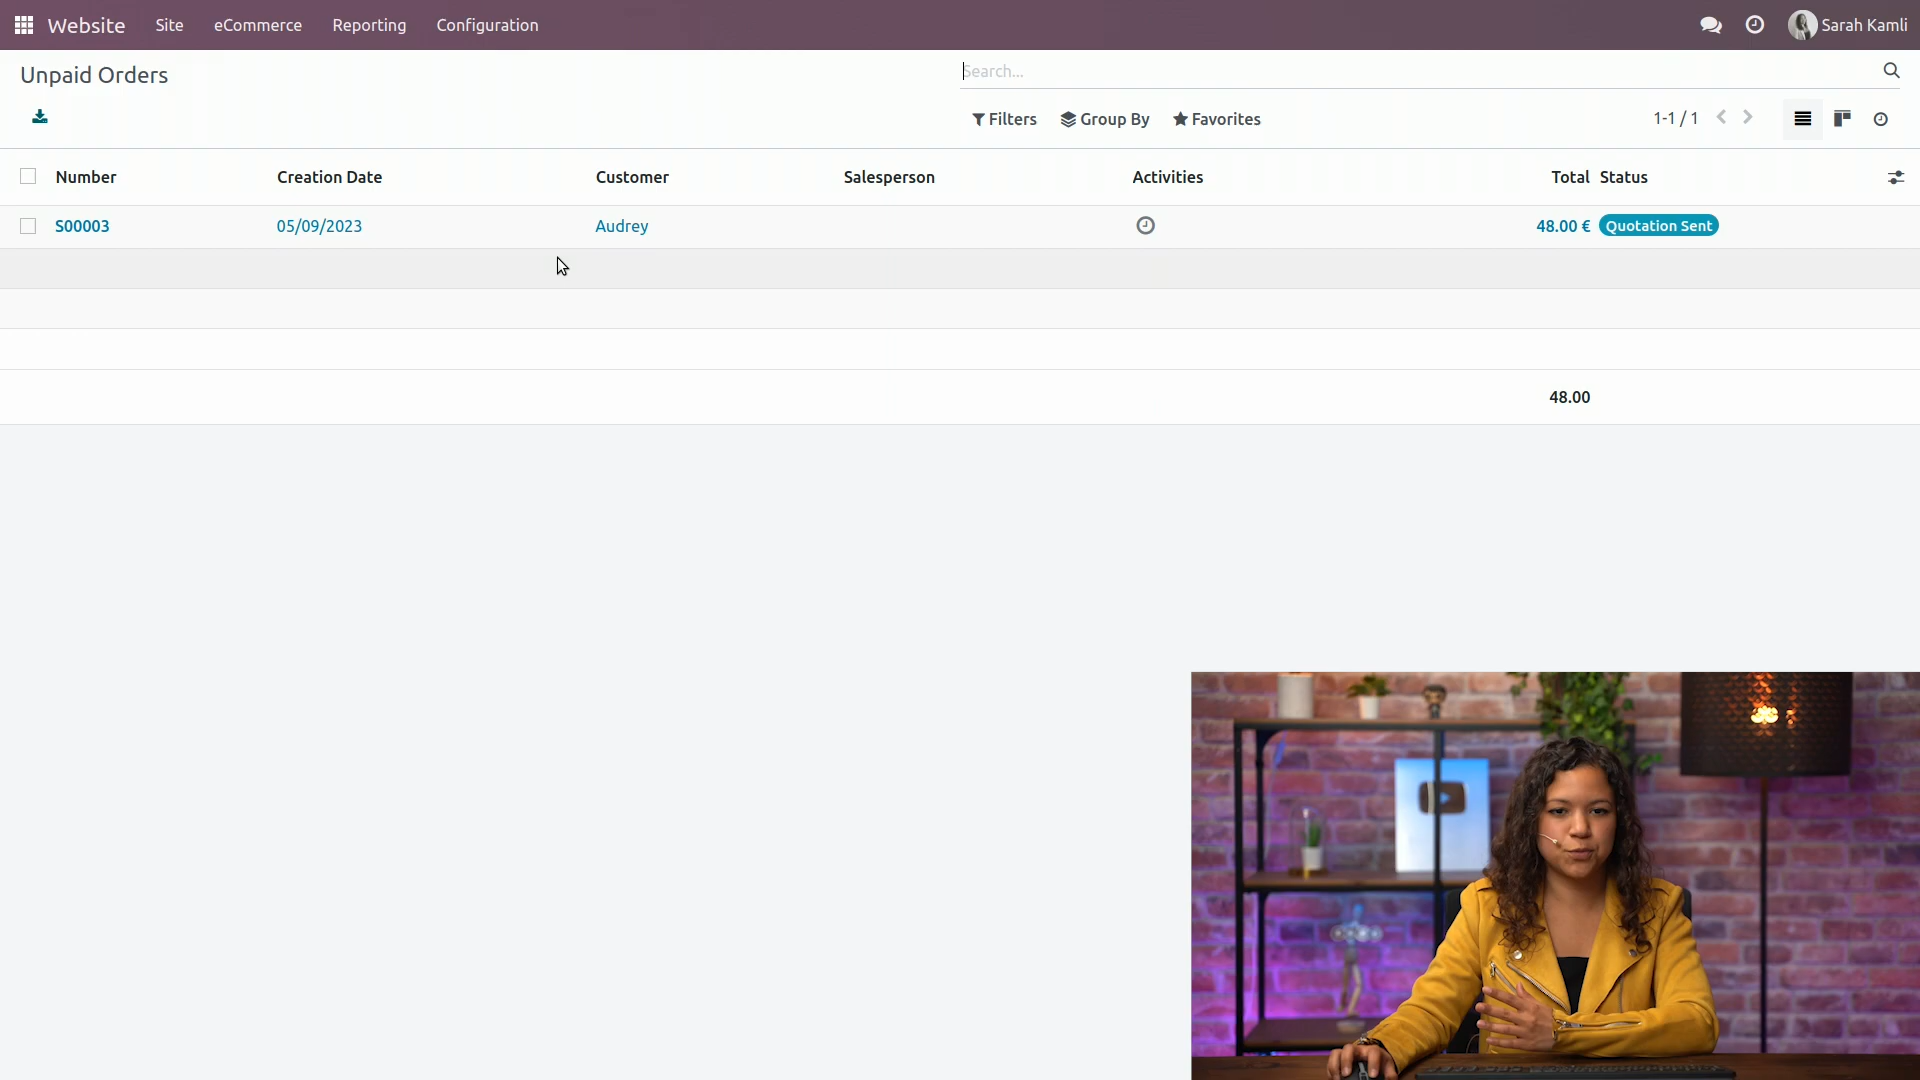 Website Site eCommerce Reporting Configuration Sarah Kamli
Unpaid Orders
Search...
Filters Group By Favorites 1-1 / 1
Number Creation Date Customer Salesperson Activities Total Status
S00003 05/09/2023 Audrey 48.00 € Quotation Sent
48.00